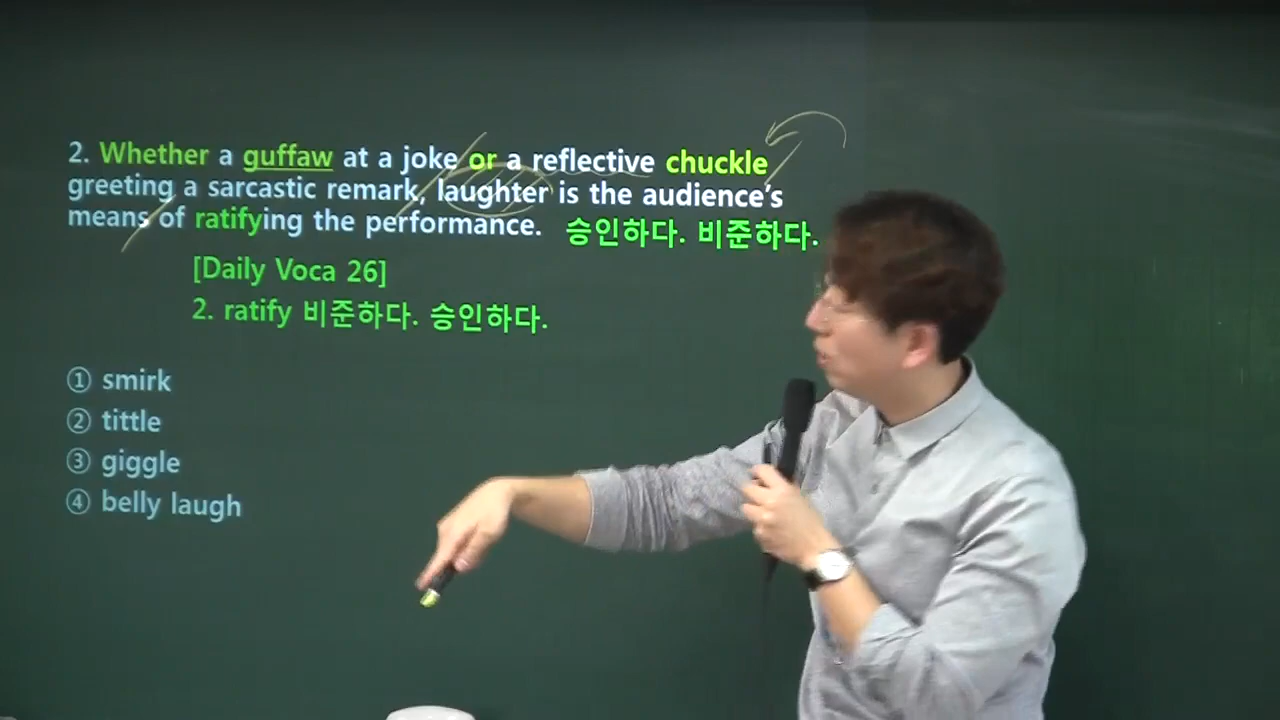 2. Whether a guffaw at a joke or a reflective chuckle
greeting a sarcastic remark, laughter is the audience's
means of ratifying the performance. 승인하다. 비준하다.
[Daily Voca 26]
2. ratify 비준하다. 승인하다.
① smirk
② tittle
③ giggle
④ belly laugh